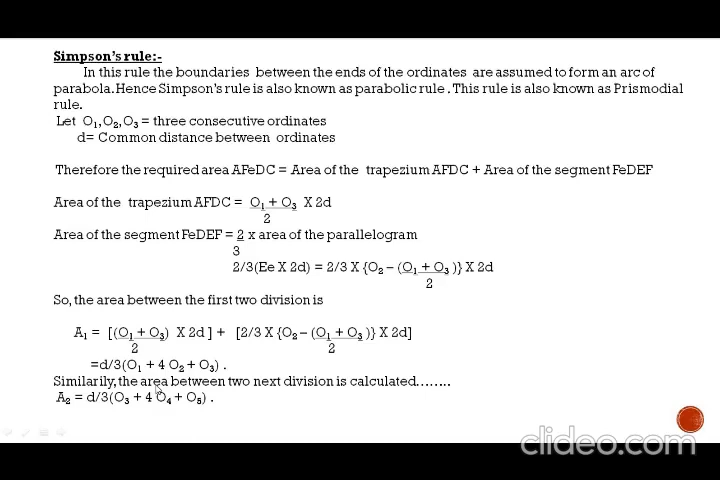 Simpson's rule:-
In this rule the boundaries between the ends of the ordinates are assumed to form an arc of
parabola.Hence Simpson's rule is also known as parabolic rule .This rule is also known as Prismodial
rule.
Let O₁,O₂,O₃ = three consecutive ordinates
d= Common distance between ordinates
Therefore the required area AFeDC = Area of the trapezium AFDC + Area of the segment FeDEF
Area of the trapezium AFDC = O₁ + O₃ X 2d
2
Area of the segment FeDEF = 2 x area of the parallelogram
3
2/3(Ee X 2d) = 2/3 X {O₂ – (O₁ + O₃ )} X 2d
2
So, the area between the first two division is
A₁ = [(O₁ + O₃) X 2d ] + [2/3 X {O₂ – (O₁ + O₃ )} X 2d]
2 2
=d/3(O₁ + 4 O₂ + O₃) .
Similarily, the area between two next division is calculated……..
A₂ = d/3(O₃ + 4 O₄ + O₅) .
clideo.com